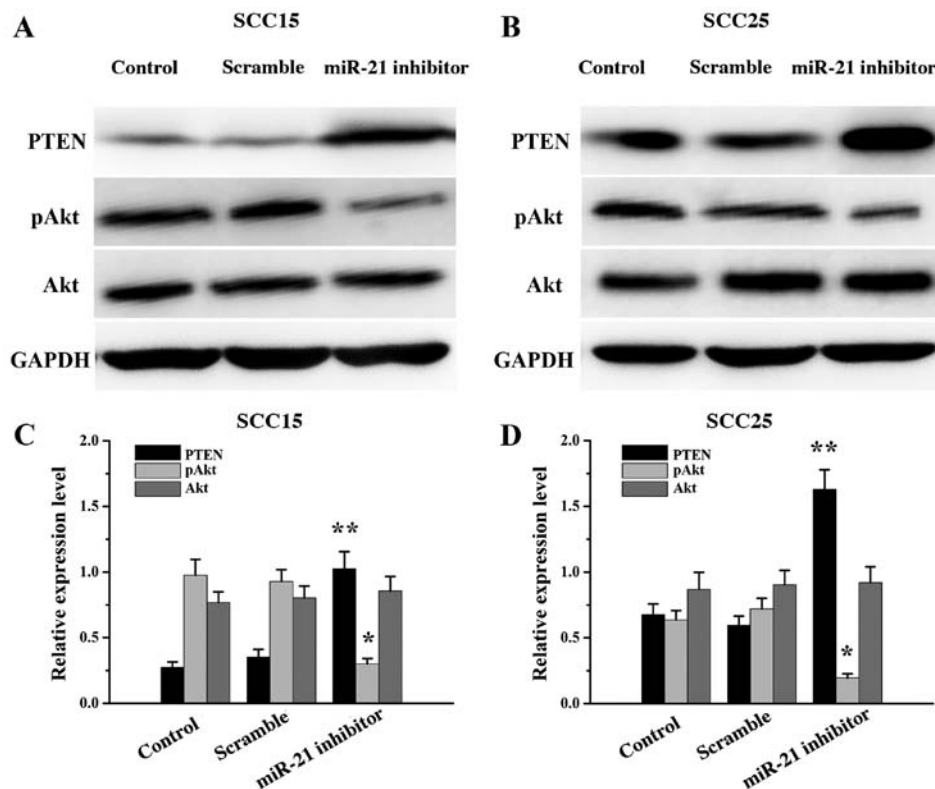 A
SCC15
Control Scramble miR-21 inhibitor
PTEN
pAkt
Akt
GAPDH
B
SCC25
Control Scramble miR-21 inhibitor
PTEN
pAkt
Akt
GAPDH
C
SCC15
Relative expression level
2.0
1.5
1.0
0.5
0.0
PTEN
pAkt
Akt
**
*
Control
Scramble
miR-21 inhibitor
D
SCC25
Relative expression level
2.0
1.5
1.0
0.5
0.0
PTEN
pAkt
Akt
**
*
Control
Scramble
miR-21 inhibitor